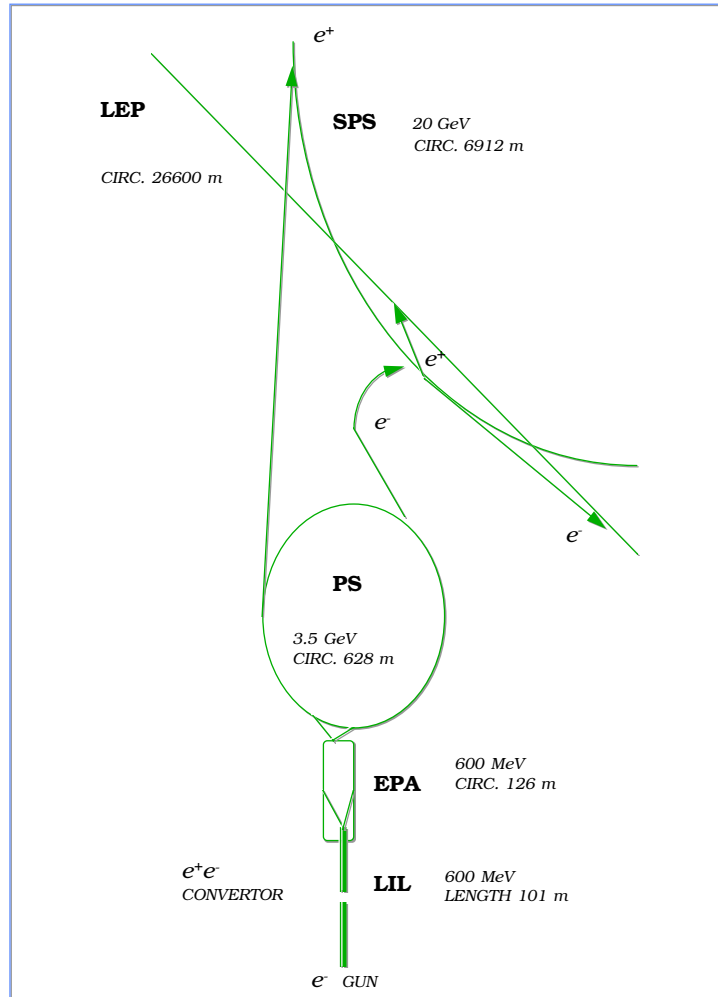 e⁺
LEP
SPS
20 GeV
CIRC. 6912 m
CIRC. 26600 m
e⁺
e⁻
e⁻
PS
3.5 GeV
CIRC. 628 m
EPA
600 MeV
CIRC. 126 m
e⁺e⁻
CONVERTOR
LIL
600 MeV
LENGTH 101 m
e⁻ GUN